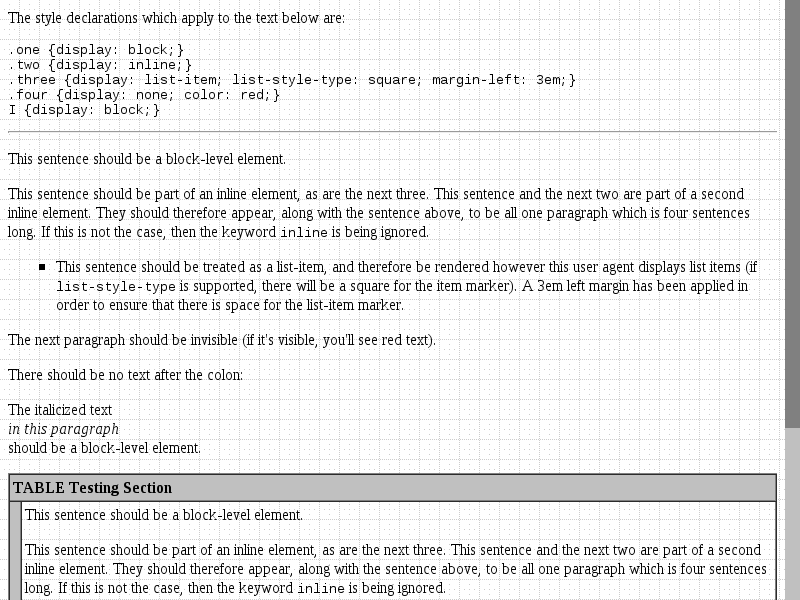 The style declarations which apply to the text below are:
.one {display: block;}
.two {display: inline;}
.three {display: list-item; list-style-type: square; margin-left: 3em;}
.four {display: none; color: red;}
I {display: block;}
This sentence should be a block-level element.
This sentence should be part of an inline element, as are the next three. This sentence and the next two are part of a second
inline element. They should therefore appear, along with the sentence above, to be all one paragraph which is four sentences
long. If this is not the case, then the keyword inline is being ignored.
This sentence should be treated as a list-item, and therefore be rendered however this user agent displays list items (if
list-style-type is supported, there will be a square for the item marker). A 3em left margin has been applied in
order to ensure that there is space for the list-item marker.
The next paragraph should be invisible (if it's visible, you'll see red text).
There should be no text after the colon:
The italicized text
in this paragraph
should be a block-level element.
TABLE Testing Section
This sentence should be a block-level element.
This sentence should be part of an inline element, as are the next three. This sentence and the next two are part of a second
inline element. They should therefore appear, along with the sentence above, to be all one paragraph which is four sentences
long. If this is not the case, then the keyword inline is being ignored.